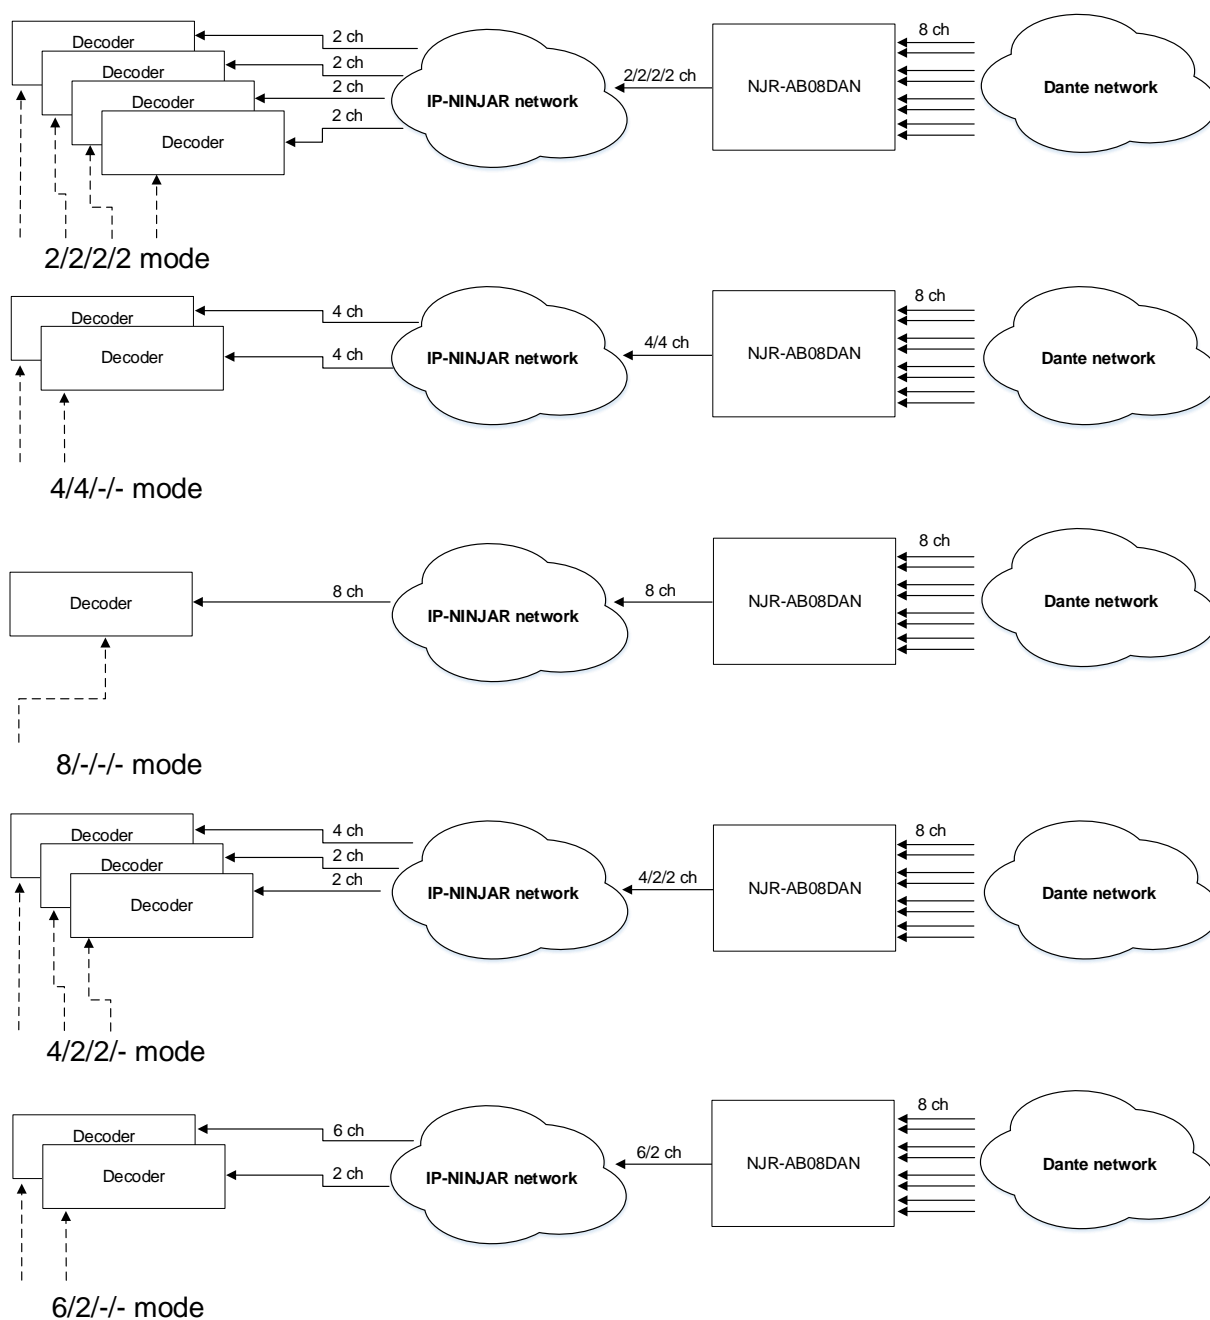 Decoder
Decoder
Decoder
Decoder
2 ch
2 ch
2 ch
2 ch
IP-NINJAR network
2/2/2/2 ch
NJR-AB08DAN
8 ch
Dante network
2/2/2/2 mode
Decoder
Decoder
4 ch
4 ch
IP-NINJAR network
4/4 ch
NJR-AB08DAN
8 ch
Dante network
4/4/-/- mode
Decoder
8 ch
IP-NINJAR network
8 ch
NJR-AB08DAN
8 ch
Dante network
8/-/-/- mode
Decoder
Decoder
Decoder
4 ch
2 ch
2 ch
IP-NINJAR network
4/2/2 ch
NJR-AB08DAN
8 ch
Dante network
4/2/2/- mode
Decoder
Decoder
6 ch
2 ch
IP-NINJAR network
6/2 ch
NJR-AB08DAN
8 ch
Dante network
6/2/-/- mode